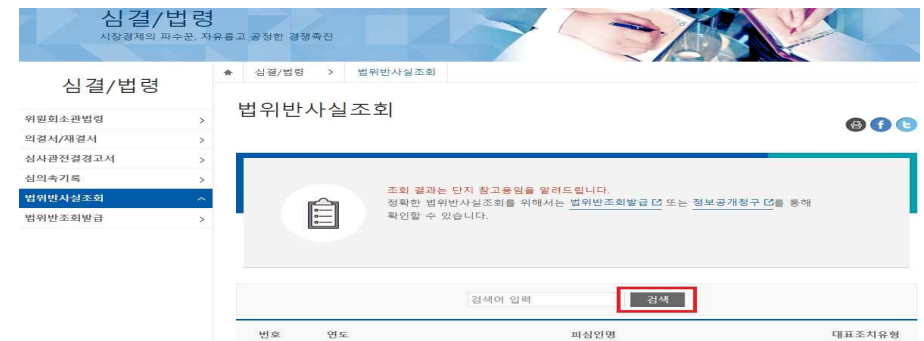 심결/법령
시장경제의 파수꾼, 자유롭고 공정한 경쟁촉진
심결/법령 > 법위반사실조회
심결/법령
위원회소관법령 >
의결서/재결서 >
심사관전결경고서 >
심의속기록 >
법위반사실조회
법위반조회발급 >
법위반사실조회
조회 결과는 단지 참고용임을 알려드립니다.
정확한 법위반사실조회를 위해서는 법위반조회발급 또는 정보공개청구를 통해
확인할 수 있습니다.
검색어 입력 검색
번호 연도 피심인명 대표조치유형